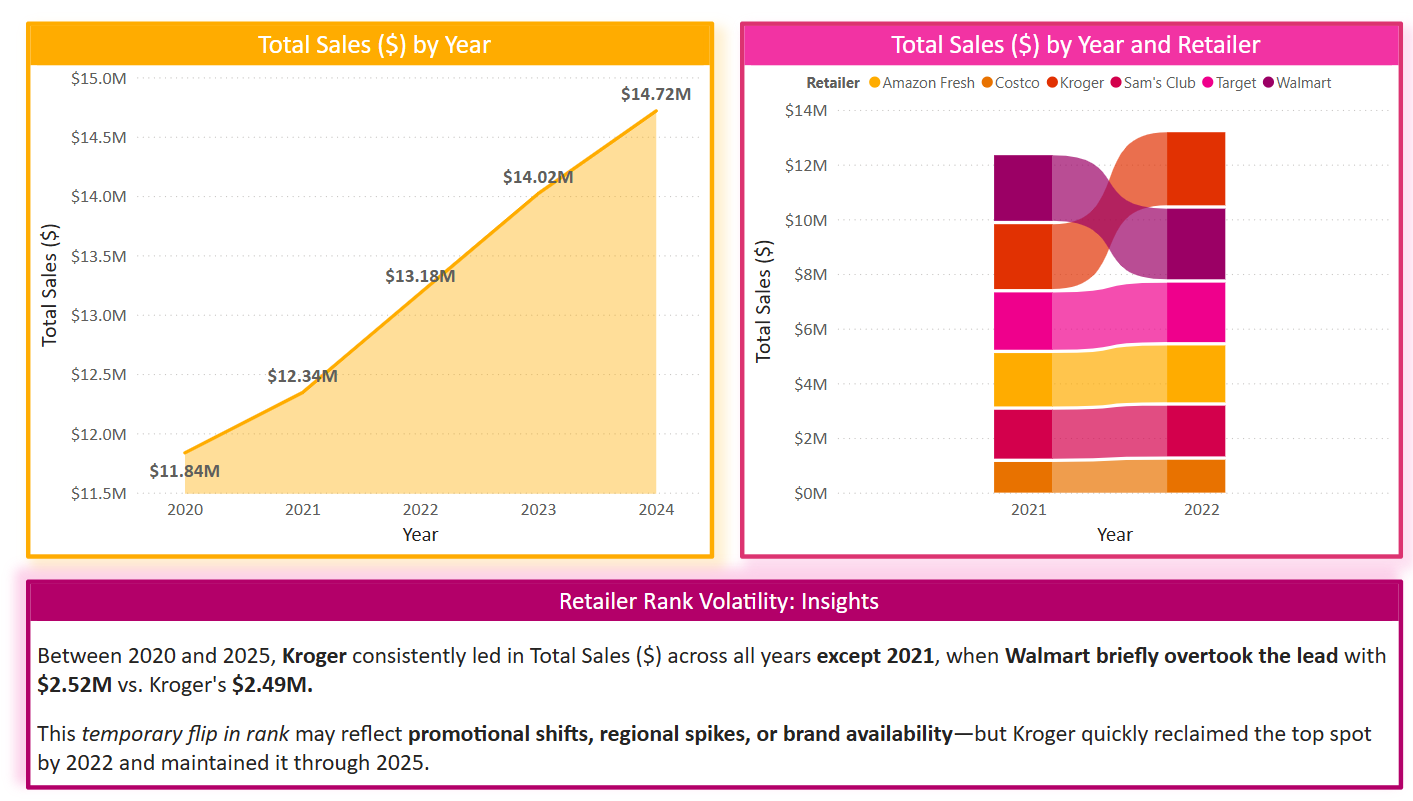 Total Sales ($) by Year
$15.0M
$14.5M
$14.0M
$13.5M
$13.0M
$12.5M
$12.0M
$11.5M
Total Sales ($)
$11.84M
$12.34M
$13.18M
$14.02M
$14.72M
2020 2021 2022 2023 2024
Year
Total Sales ($) by Year and Retailer
Retailer Amazon Fresh Costco Kroger Sam's Club Target Walmart
$14M
$12M
$10M
$8M
$6M
$4M
$2M
$0M
Total Sales ($)
2021 2022
Year
Retailer Rank Volatility: Insights
Between 2020 and 2025, Kroger consistently led in Total Sales ($) across all years except 2021, when Walmart briefly overtook the lead with
$2.52M vs. Kroger's $2.49M.
This temporary flip in rank may reflect promotional shifts, regional spikes, or brand availability—but Kroger quickly reclaimed the top spot
by 2022 and maintained it through 2025.